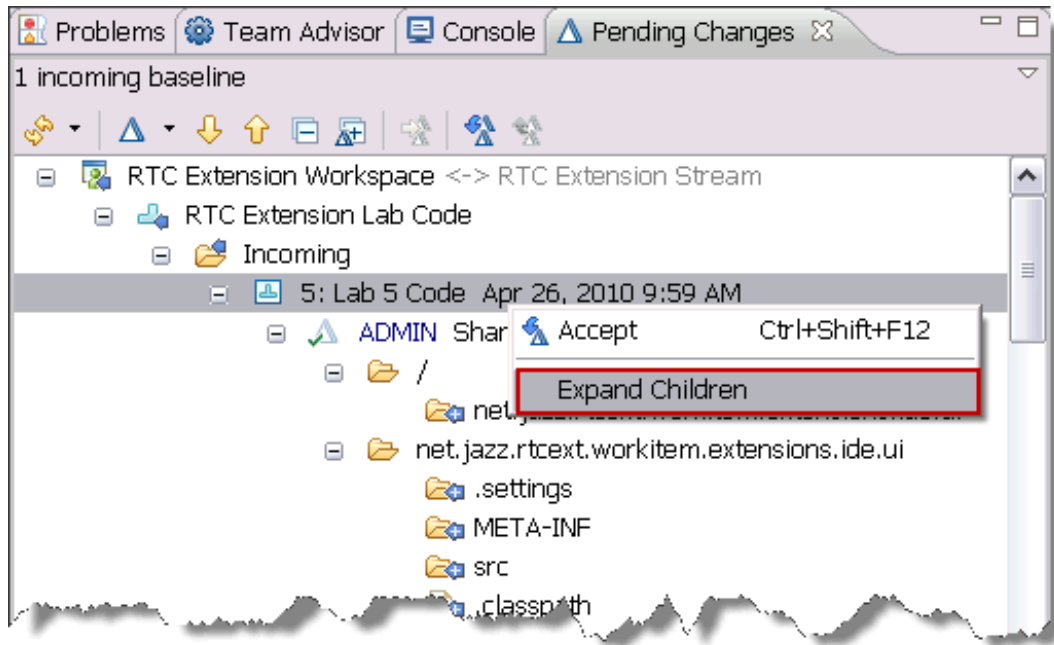 Problems Team Advisor Console Pending Changes
1 incoming baseline
RTC Extension Workspace <-> RTC Extension Stream
RTC Extension Lab Code
Incoming
5: Lab 5 Code Apr 26, 2010 9:59 AM
ADMIN Shar
Accept Ctrl+Shift+F12
/
Expand Children
net.
net.jazz.rtcext.workitem.extensions.ide.ui
.settings
META-INF
src
.classpath